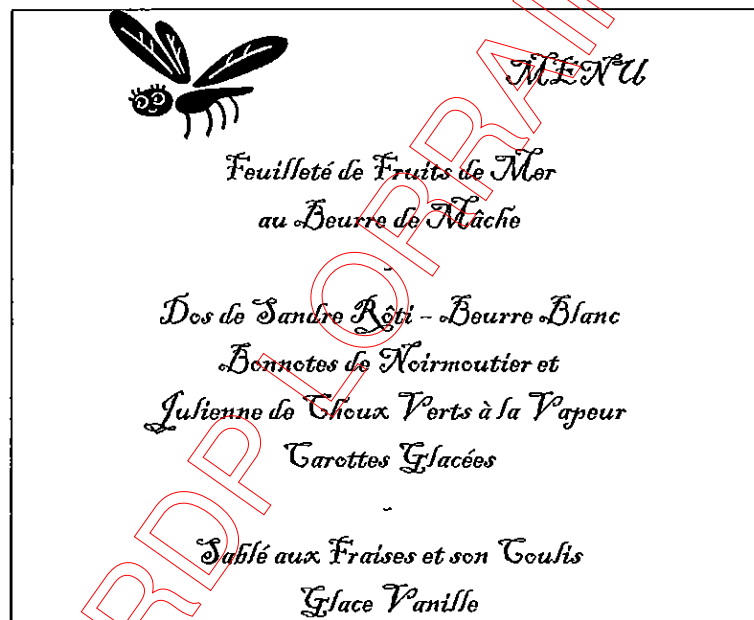 MENU
Feuilleté de Fruits de Mer
au Beurre de Mâche
-
Dos de Sandre Rôti - Beurre Blanc
Bonnotes de Noirmoutier et
Julienne de Choux Verts à la Vapeur
Carottes Glacées
-
Sablé aux Fraises et son Coulis
Glace Vanille
RDP LORRAI